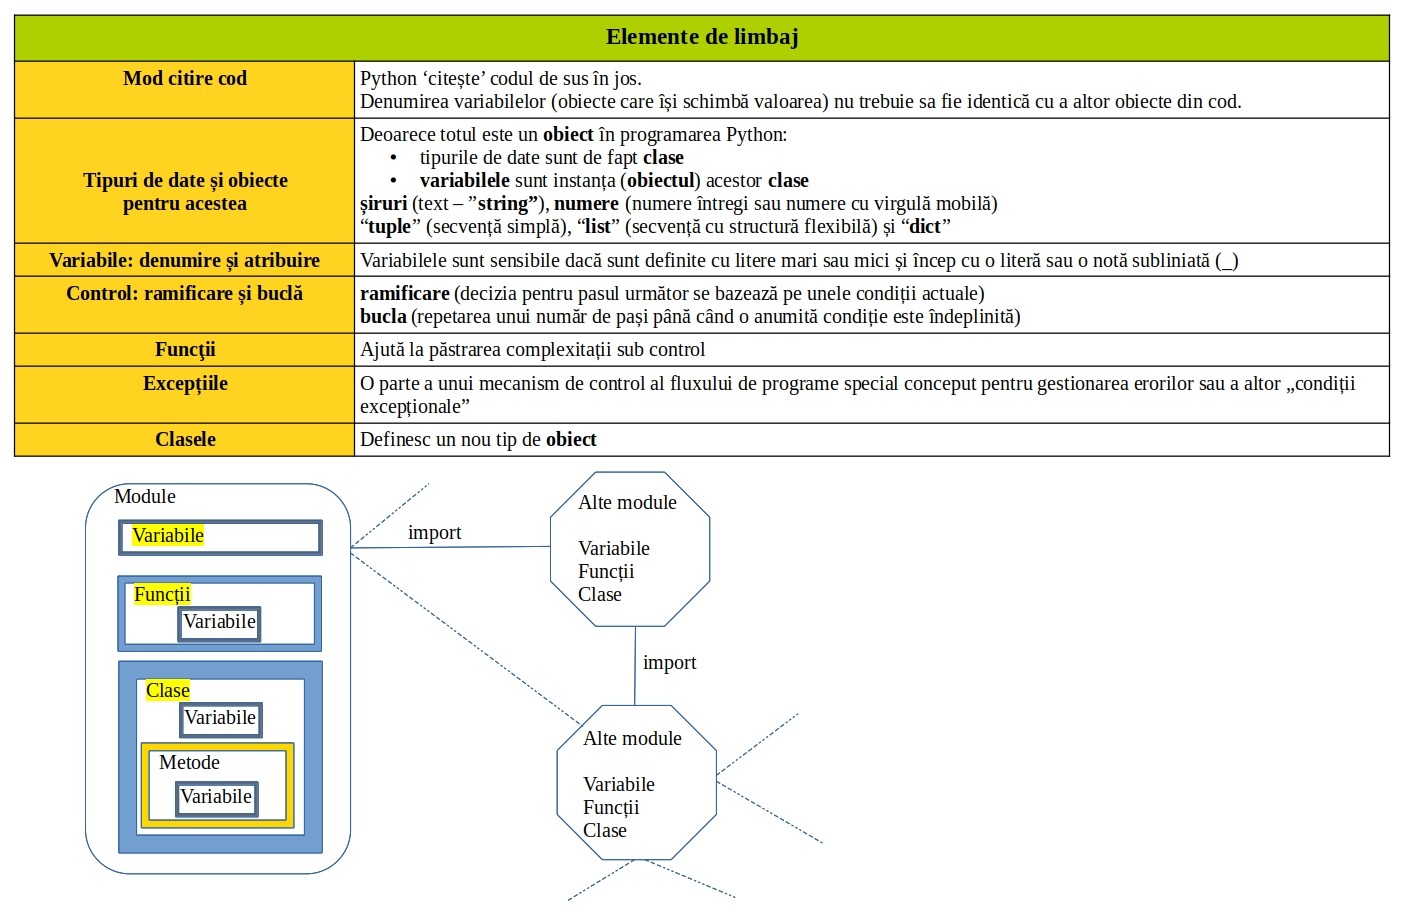 Elemente de limbaj
Mod citire cod
Python ‘citește’ codul de sus în jos.
Denumirea variabilelor (obiecte care își schimbă valoarea) nu trebuie sa fie identică cu a altor obiecte din cod.
Tipuri de date și obiecte
pentru acestea
Deoarece totul este un obiect în programarea Python:
• tipurile de date sunt de fapt clase
• variabilele sunt instanța (obiectul) acestor clase
șiruri (text – ”string”), numere (numere întregi sau numere cu virgulă mobilă)
“tuple” (secvență simplă), “list” (secvență cu structură flexibilă) și “dict”
Variabile: denumire și atribuire
Variabilele sunt sensibile dacă sunt definite cu litere mari sau mici și încep cu o literă sau o notă subliniată (_)
Control: ramificare și buclă
ramificare (decizia pentru pasul următor se bazează pe unele condiții actuale)
bucla (repetarea unui număr de pași până când o anumită condiție este îndeplinită)
Funcţii
Ajută la păstrarea complexitații sub control
Excepțiile
O parte a unui mecanism de control al fluxului de programe special conceput pentru gestionarea erorilor sau a altor „condiții
excepționale”
Clasele
Definesc un nou tip de obiect
Module
Variabile
Funcții
Variabile
Clase
Variabile
Metode
Variabile
import
Alte module
Variabile
Funcții
Clase
import
Alte module
Variabile
Funcții
Clase